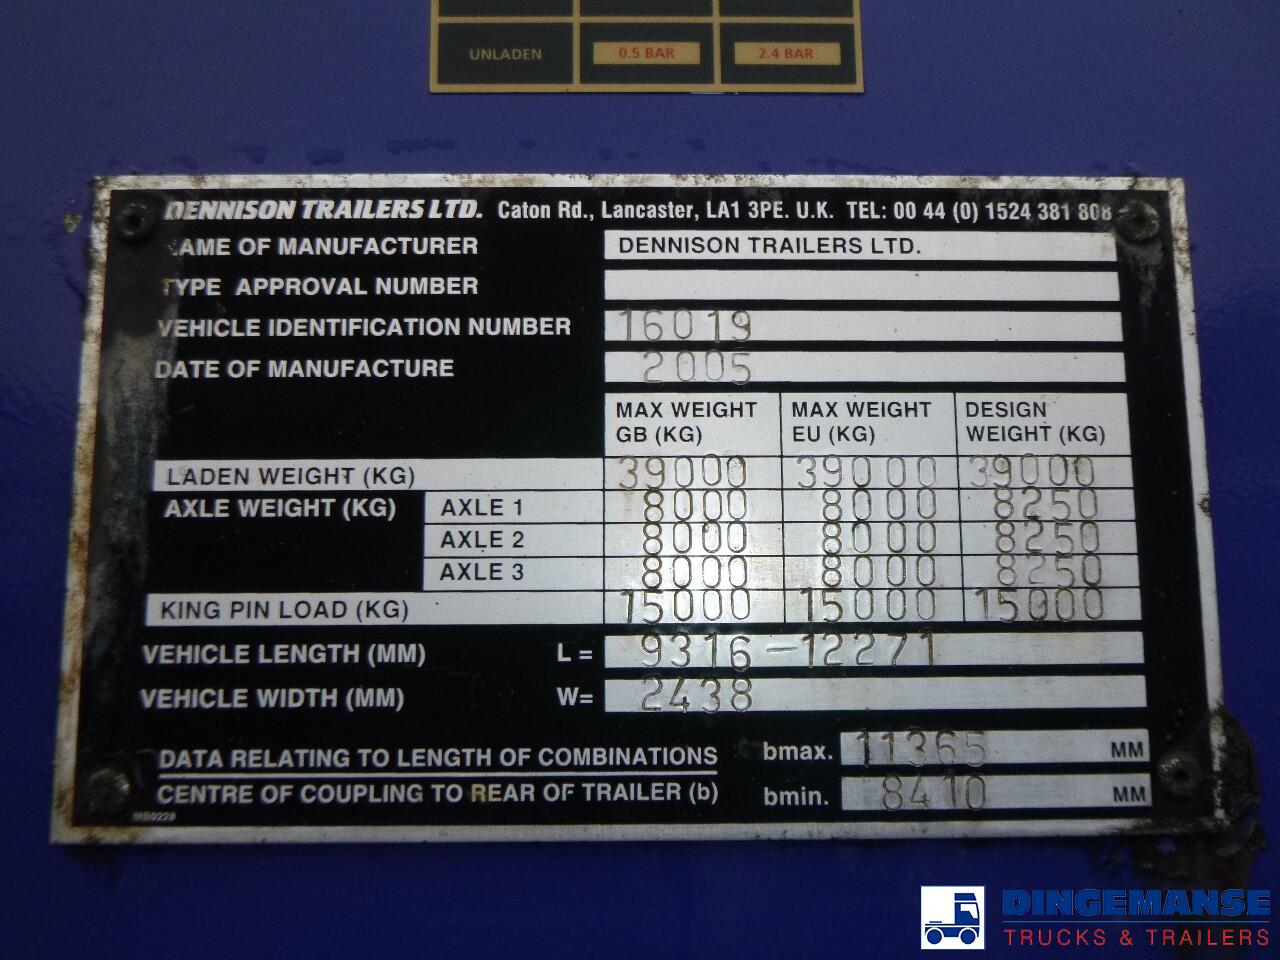 UNLADEN 0.5 BAR 2.4 BAR
DENNISON TRAILERS LTD. Caton Rd., Lancaster, LA1 3PE. U.K. TEL: 00 44 (0) 1524 381 808
NAME OF MANUFACTURER DENNISON TRAILERS LTD.
TYPE APPROVAL NUMBER
VEHICLE IDENTIFICATION NUMBER 16019
DATE OF MANUFACTURE 2005
MAX WEIGHT MAX WEIGHT DESIGN
GB (KG) EU (KG) WEIGHT (KG)
LADEN WEIGHT (KG) 39000 39000 39000
AXLE WEIGHT (KG) AXLE 1 8000 8000 8250
AXLE 2 8000 8000 8250
AXLE 3 8000 8000 8250
KING PIN LOAD (KG) 15000 15000 15000
VEHICLE LENGTH (MM) L = 9316-12271
VEHICLE WIDTH (MM) W= 2438
DATA RELATING TO LENGTH OF COMBINATIONS bmax. 11365 MM
CENTRE OF COUPLING TO REAR OF TRAILER (b) bmin. 8410 MM
MB0228
DINGEMANSE
TRUCKS & TRAILERS